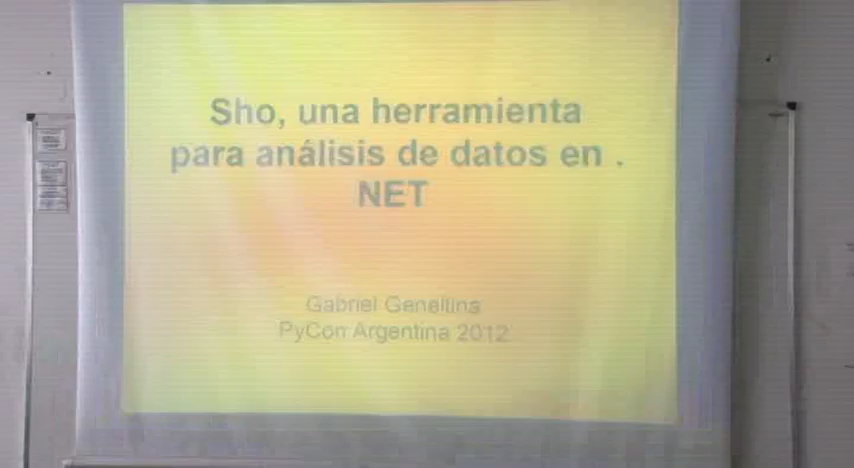 Sho, una herramienta
para análisis de datos en .
NET
Gabriel Genellina
PyCon Argentina 2012